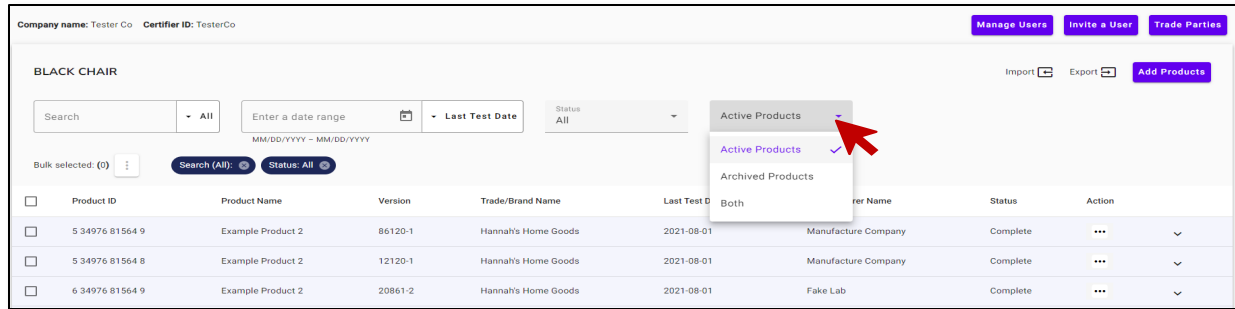 Company name: Tester Co Certifier ID: TesterCo
Manage Users
Invite a User
Trade Parties
BLACK CHAIR
Import
Export
Add Products
Search
All
Enter a date range
Last Test Date
MM/DD/YYYY – MM/DD/YYYY
Status
All
Active Products
Active Products
Archived Products
Both
Bulk selected: (0)
Search (All):
Status: All
Product ID Product Name Version Trade/Brand Name Last Test D rer Name Status Action
5 34976 81564 9 Example Product 2 86120-1 Hannah's Home Goods 2021-08-01 Manufacture Company Complete
5 34976 81564 8 Example Product 2 12120-1 Hannah's Home Goods 2021-08-01 Manufacture Company Complete
6 34976 81564 9 Example Product 2 20861-2 Hannah's Home Goods 2021-08-01 Fake Lab Complete